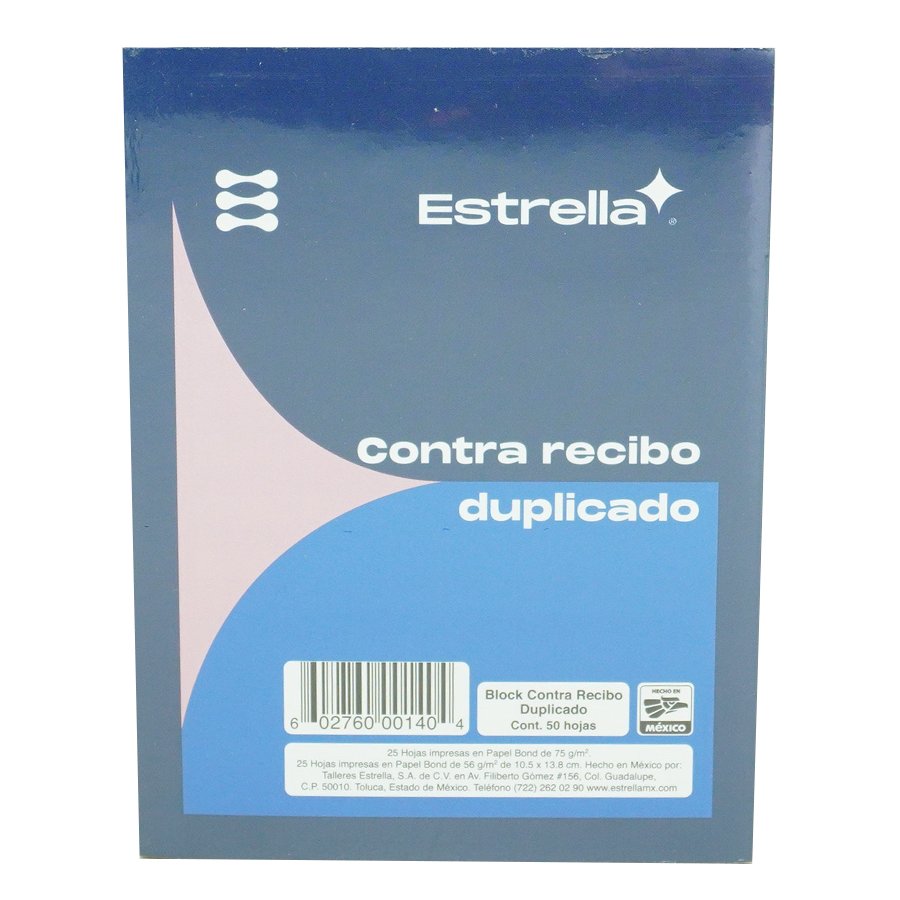 Estrella®
Contra recibo
duplicado
6 02760 00140 4
Block Contra Recibo
Duplicado
Cont. 50 hojas
HECHO EN
MÉXICO
25 Hojas impresas en Papel Bond de 75 g/m².
25 Hojas impresas en Papel Bond de 56 g/m² de 10.5 x 13.8 cm. Hecho en México por:
Talleres Estrella, S.A. de C.V. en Av. Filiberto Gómez #156, Col. Guadalupe,
C.P. 50010. Toluca, Estado de México. Teléfono (722) 262 02 90 www.estrellamx.com